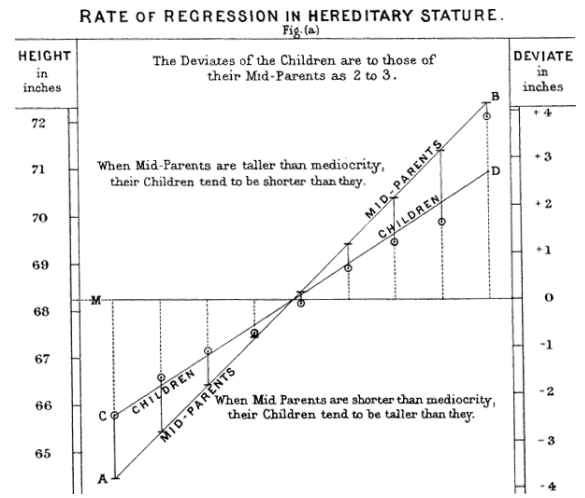 RATE OF REGRESSION IN HEREDITARY STATURE.
Fig. (a)
HEIGHT
in
inches
The Deviates of the Children are to those of
their Mid-Parents as 2 to 3.
DEVIATE
in
inches
B
72
+4
71
+3
When Mid-Parents are taller than mediocrity,
their Children tend to be shorter than they.
MID-PARENTS
D
70
+2
CHILDREN
69
+1
M
0
68
-1
67
CHILDREN
MID-PARENTS
-2
66
When Mid Parents are shorter than mediocrity,
their Children tend to be taller than they.
C
65
-3
A
-4